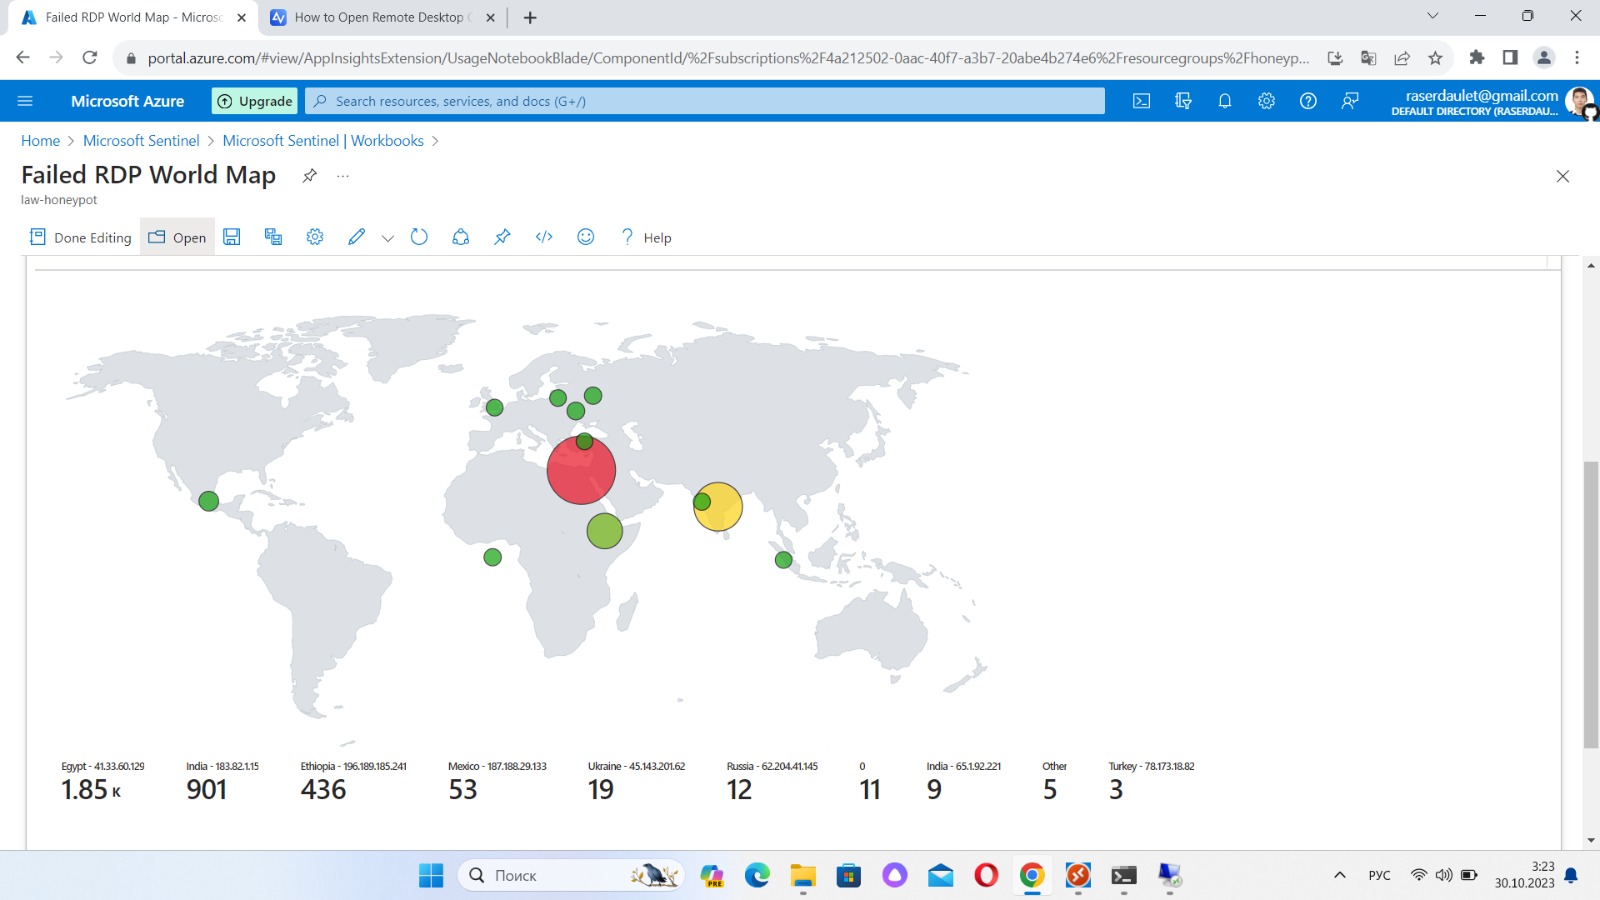 Failed RDP World Map - Microsc
How to Open Remote Desktop C
portal.azure.com/#view/AppInsightsExtension/UsageNotebookBlade/ComponentId/%2Fsubscriptions%2F4a212502-0aac-40f7-a3b7-20abe4b274e6%2Fresourcegroups%2Fhoneyp...
Microsoft Azure
Upgrade
Search resources, services, and docs (G+/)
raserdaulet@gmail.com
DEFAULT DIRECTORY (RASERDAU...
Home > Microsoft Sentinel > Microsoft Sentinel | Workbooks >
Failed RDP World Map
...
law-honeypot
Done Editing
Open
Help
Egypt - 41.33.60.129
1.85 K
India - 183.82.1.15
901
Ethiopia - 196.189.185.241
436
Mexico - 187.188.29.133
53
Ukraine - 45.143.201.62
19
Russia - 62.204.41.145
12
0
11
India - 65.1.92.221
9
Other
5
Turkey - 78.173.18.82
3
Поиск
PRE
РУС
3:23
30.10.2023